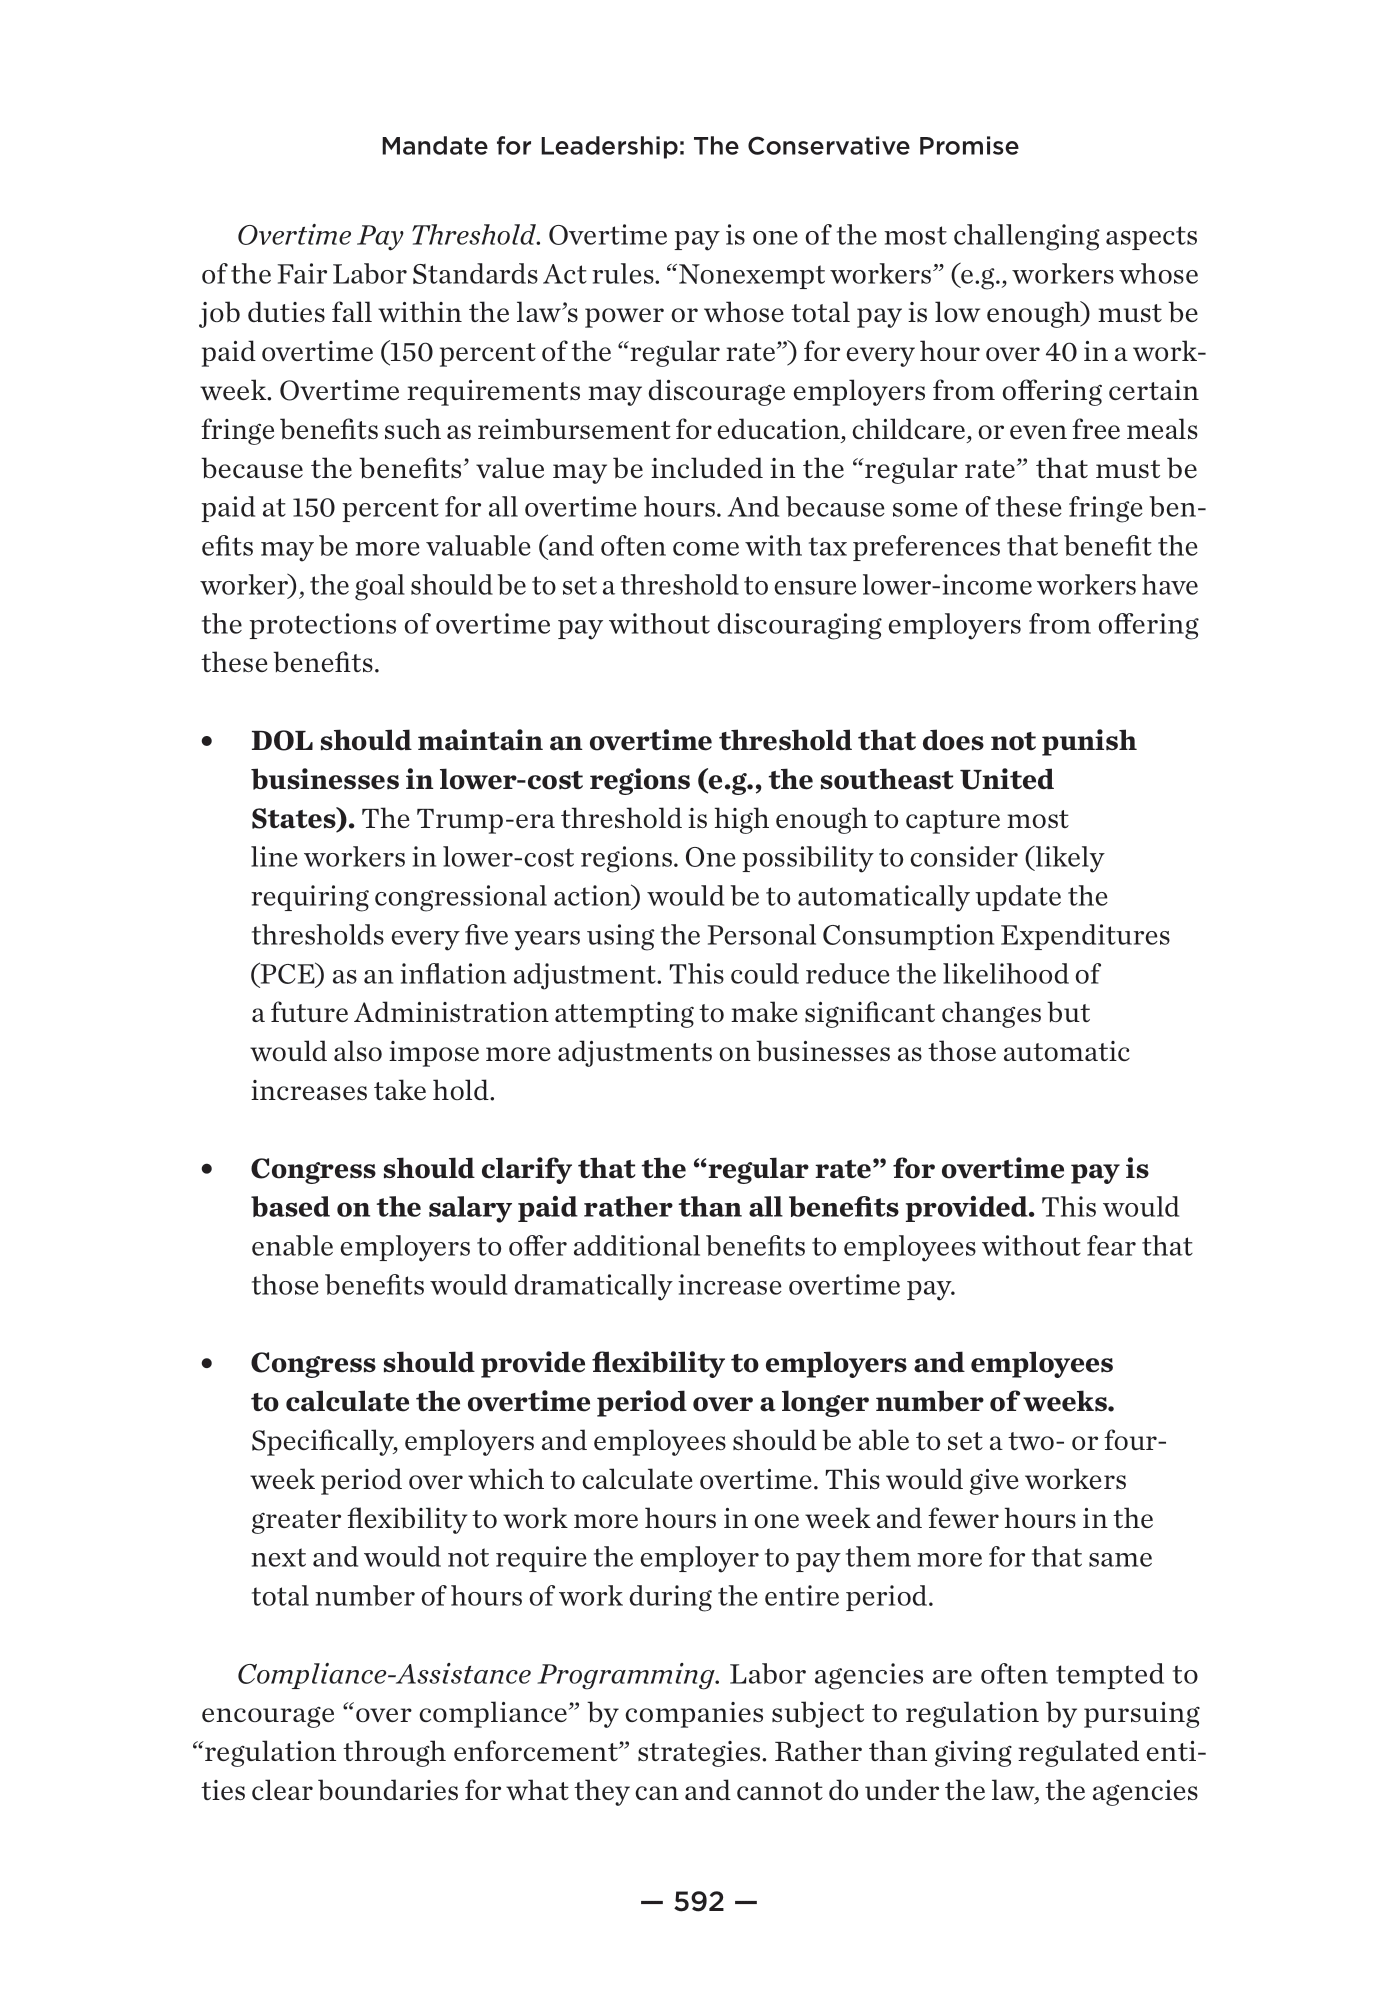 Mandate for Leadership: The Conservative Promise
Overtime Pay Threshold. Overtime pay is one of the most challenging aspects
of the Fair Labor Standards Act rules. “Nonexempt workers” (e.g., workers whose
job duties fall within the law’s power or whose total pay is low enough) must be
paid overtime (150 percent of the “regular rate”) for every hour over 40 in a work-
week. Overtime requirements may discourage employers from offering certain
fringe benefits such as reimbursement for education, childcare, or even free meals
because the benefits’ value may be included in the “regular rate” that must be
paid at 150 percent for all overtime hours. And because some of these fringe ben-
efits may be more valuable (and often come with tax preferences that benefit the
worker), the goal should be to set a threshold to ensure lower-income workers have
the protections of overtime pay without discouraging employers from offering
these benefits.
• DOL should maintain an overtime threshold that does not punish
businesses in lower-cost regions (e.g., the southeast United
States). The Trump-era threshold is high enough to capture most
line workers in lower-cost regions. One possibility to consider (likely
requiring congressional action) would be to automatically update the
thresholds every five years using the Personal Consumption Expenditures
(PCE) as an inflation adjustment. This could reduce the likelihood of
a future Administration attempting to make significant changes but
would also impose more adjustments on businesses as those automatic
increases take hold.
• Congress should clarify that the “regular rate” for overtime pay is
based on the salary paid rather than all benefits provided. This would
enable employers to offer additional benefits to employees without fear that
those benefits would dramatically increase overtime pay.
• Congress should provide flexibility to employers and employees
to calculate the overtime period over a longer number of weeks.
Specifically, employers and employees should be able to set a two- or four-
week period over which to calculate overtime. This would give workers
greater flexibility to work more hours in one week and fewer hours in the
next and would not require the employer to pay them more for that same
total number of hours of work during the entire period.
Compliance-Assistance Programming. Labor agencies are often tempted to
encourage “over compliance” by companies subject to regulation by pursuing
“regulation through enforcement” strategies. Rather than giving regulated enti-
ties clear boundaries for what they can and cannot do under the law, the agencies
— 592 —